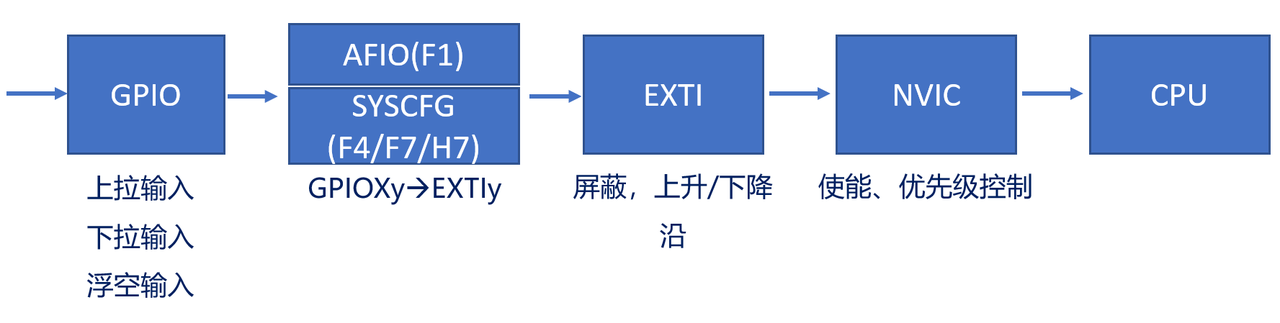 GPIO
上拉输入
下拉输入
浮空输入
AFIO(F1)
SYSCFG
(F4/F7/H7)
GPIOXy→EXTIy
EXTI
屏蔽，上升/下降
沿
NVIC
使能、优先级控制
CPU